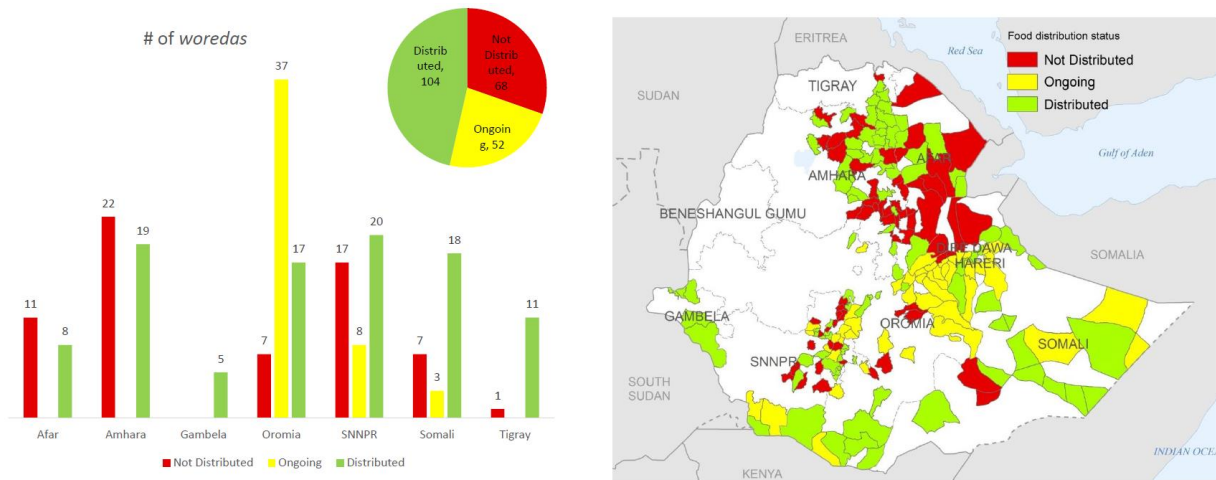 # of woredas
Distrib
uted,
104
Not
Distrib
uted,
68
Ongoin
g, 52
22
19
11
8
5
7
37
17
17
8
20
7
3
18
1
11
Afar
Amhara
Gambela
Oromia
SNNPR
Somali
Tigray
Not Distributed
Ongoing
Distributed
Food distribution status
Not Distributed
Ongoing
Distributed
ERITREA
Red Sea
TIGRAY
SUDAN
Gulf of Aden
AFAR
AMHARA
BENESHANGUL GUMU
DIRE DAWA
HARERI
SOMALIA
GAMBELA
OROMIA
SOMALI
SNNPR
SOUTH
SUDAN
KENYA
INDIAN OCE